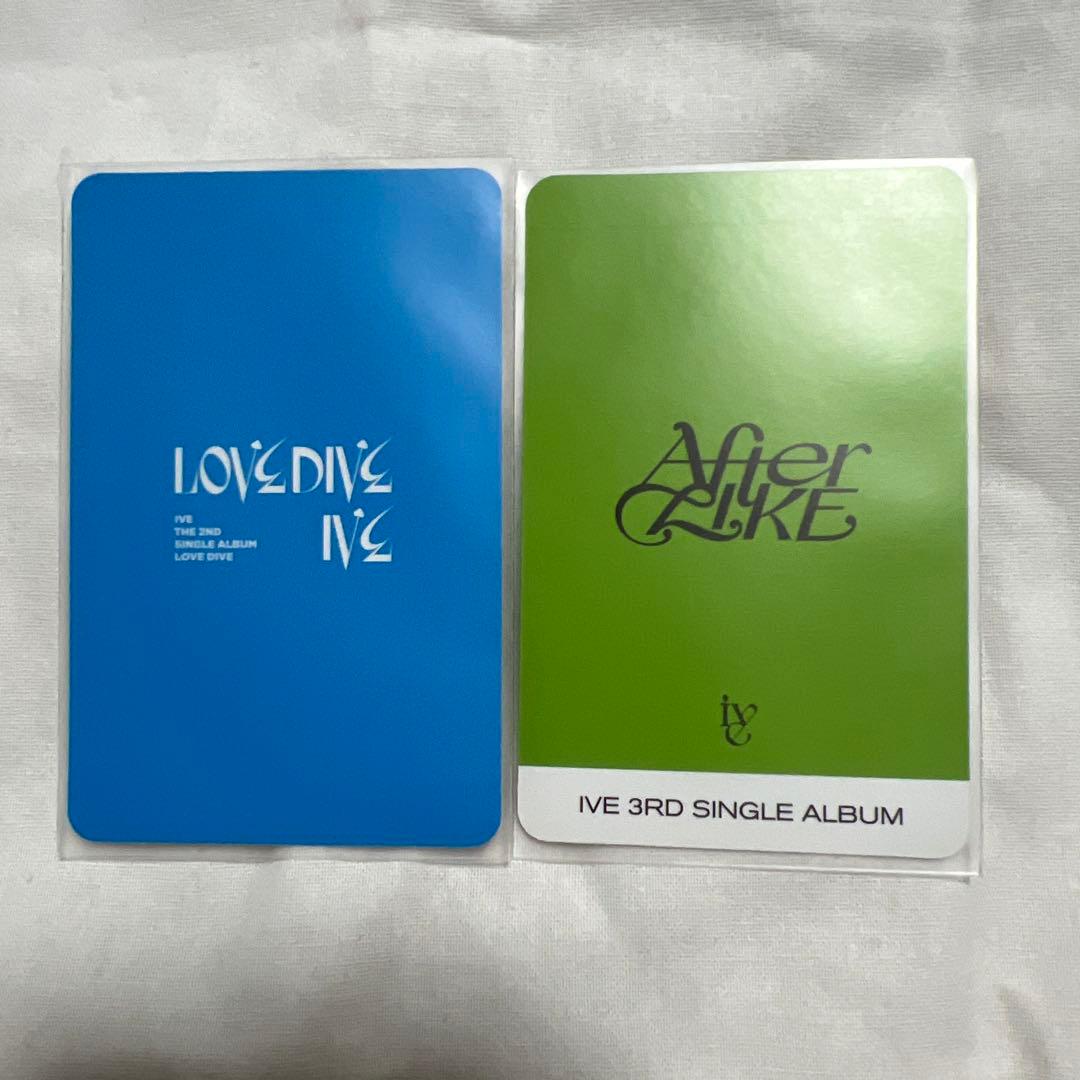 LOVE DIVE
IVE
IVE
THE 2ND
SINGLE ALBUM
LOVE DIVE
After
LIKE
ive
IVE 3RD SINGLE ALBUM